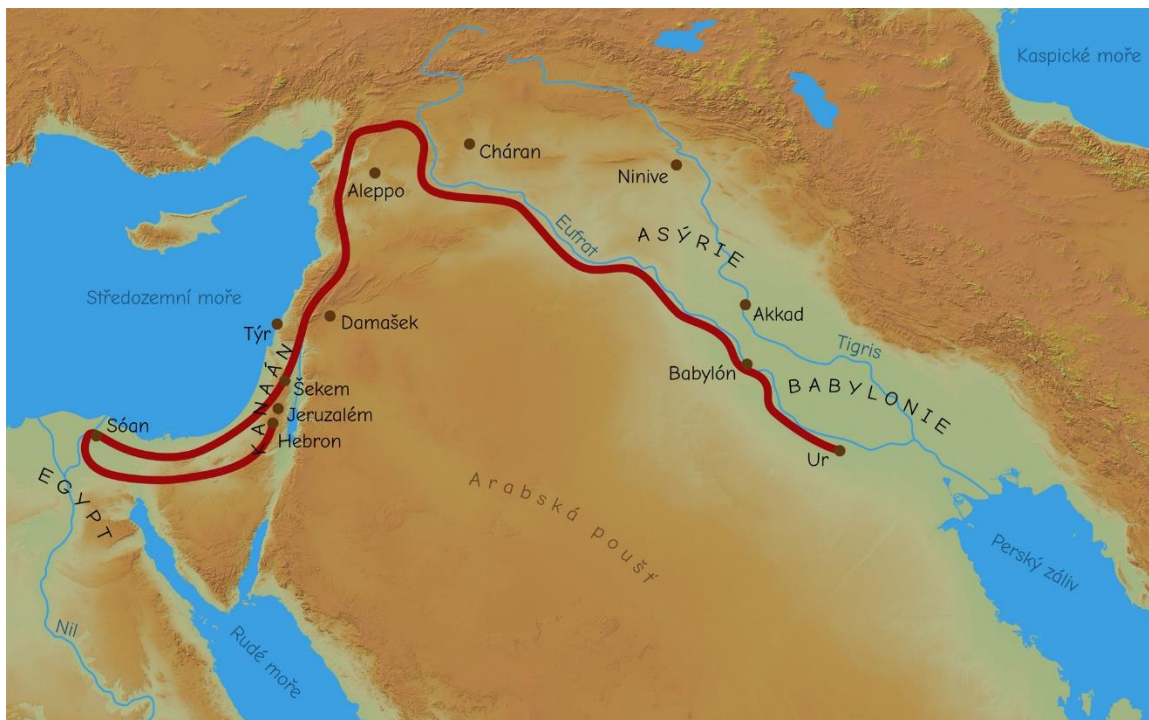 Kaspické moře
Cháran
Ninive
Aleppo
Eufrat
ASÝRIE
Středozemní moře
Týr
Damašek
Akkad
Tigris
KANAÁN
Šekem
Babylón
BABYLONIE
Jeruzalém
Sóan
Hebron
Ur
EGYPT
Arabská poušť
Perský záliv
Nil
Rudé moře